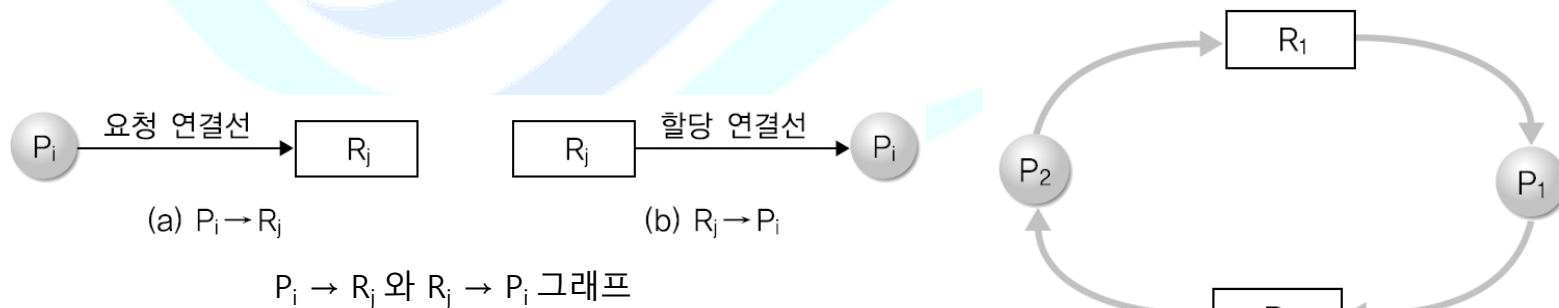 P₁ 요청 연결선 Rⱼ
Rⱼ 할당 연결선 Pᵢ
(a) Pᵢ → Rⱼ
(b) Rⱼ → Pᵢ
Pᵢ → Rⱼ 와 Rⱼ → Pᵢ 그래프
R₁
P₂
P₁